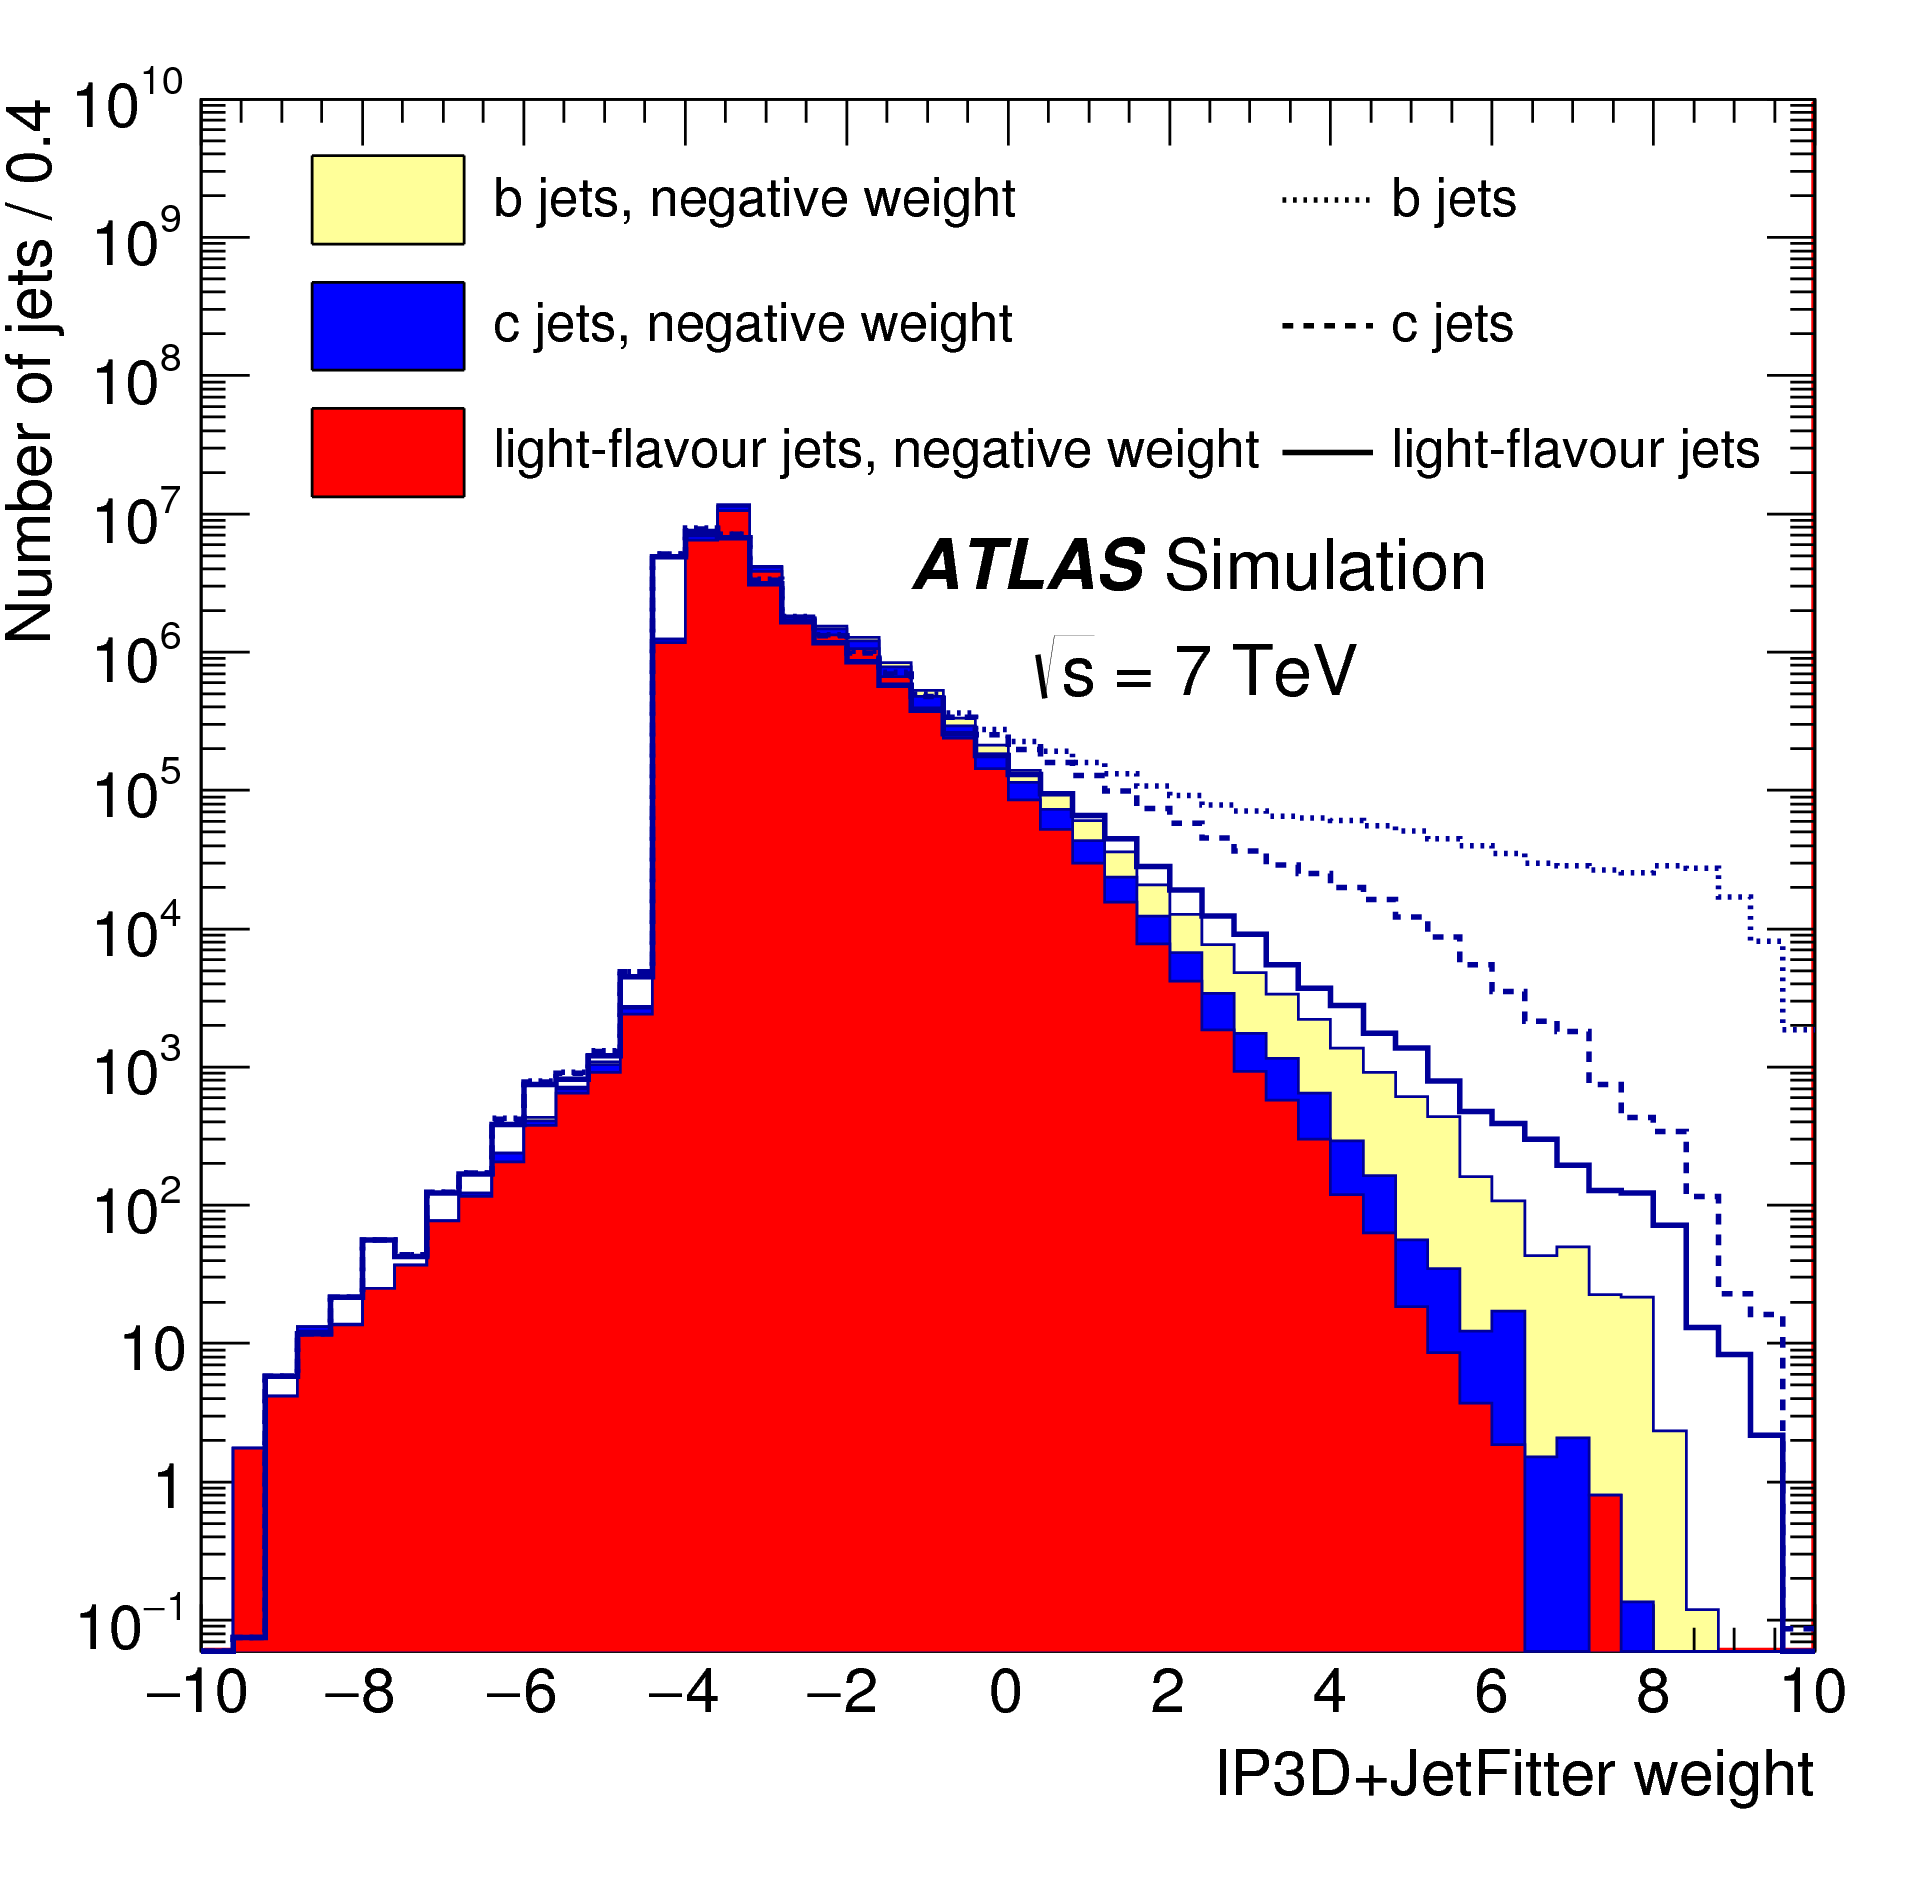 Number of jets / 0.4
10^10
10^9
10^8
10^7
10^6
10^5
10^4
10^3
10^2
10
1
10^−1
b jets, negative weight
b jets
c jets, negative weight
c jets
light-flavour jets, negative weight
light-flavour jets
ATLAS Simulation
√s = 7 TeV
−10 −8 −6 −4 −2 0 2 4 6 8 10
IP3D+JetFitter weight